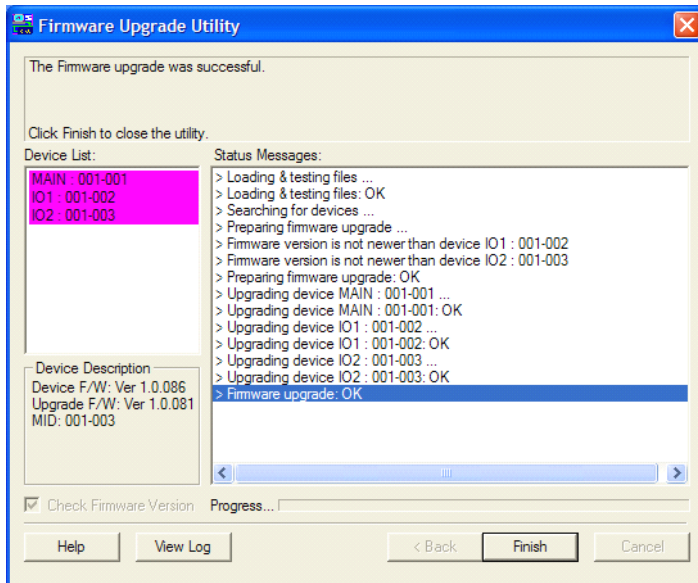 Firmware Upgrade Utility
The Firmware upgrade was successful.
Click Finish to close the utility.
Device List:
MAIN : 001-001
IO1 : 001-002
IO2 : 001-003
Status Messages:
> Loading & testing files ...
> Loading & testing files: OK
> Searching for devices ...
> Preparing firmware upgrade ...
> Firmware version is not newer than device IO1 : 001-002
> Firmware version is not newer than device IO2 : 001-003
> Preparing firmware upgrade: OK
> Upgrading device MAIN : 001-001 ...
> Upgrading device MAIN : 001-001: OK
> Upgrading device IO1 : 001-002 ...
> Upgrading device IO1 : 001-002: OK
> Upgrading device IO2 : 001-003 ...
> Upgrading device IO2 : 001-003: OK
> Firmware upgrade: OK
Device Description
Device F/W: Ver 1.0.086
Upgrade F/W: Ver 1.0.081
MID: 001-003
Check Firmware Version
Progress...
Help
View Log
< Back
Finish
Cancel